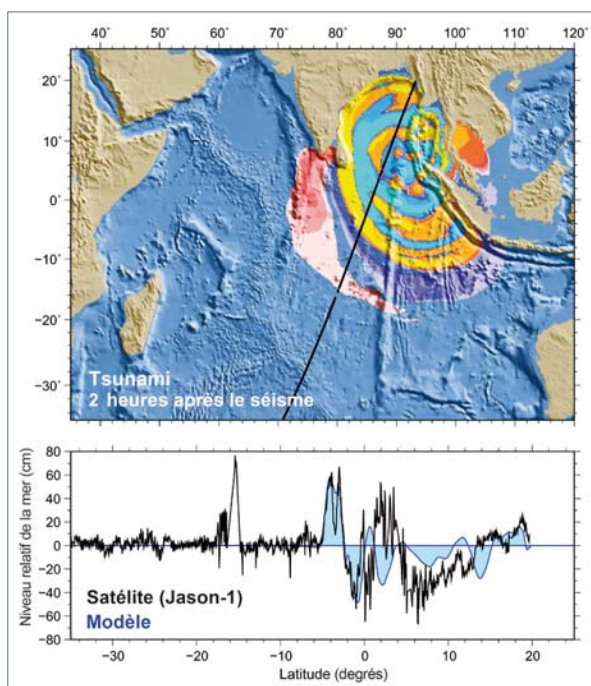 40° 50° 60° 70° 80° 90° 100° 110° 120°
20°
10°
0°
−10°
−20°
−30°
Tsunami
2 heures après le séisme
80
60
40
20
0
−20
−40
−60
−80
Niveau relatif de la mer (cm)
Satélite (Jason-1)
Modèle
−30 −20 −10 0 10 20
Latitude (degrés)